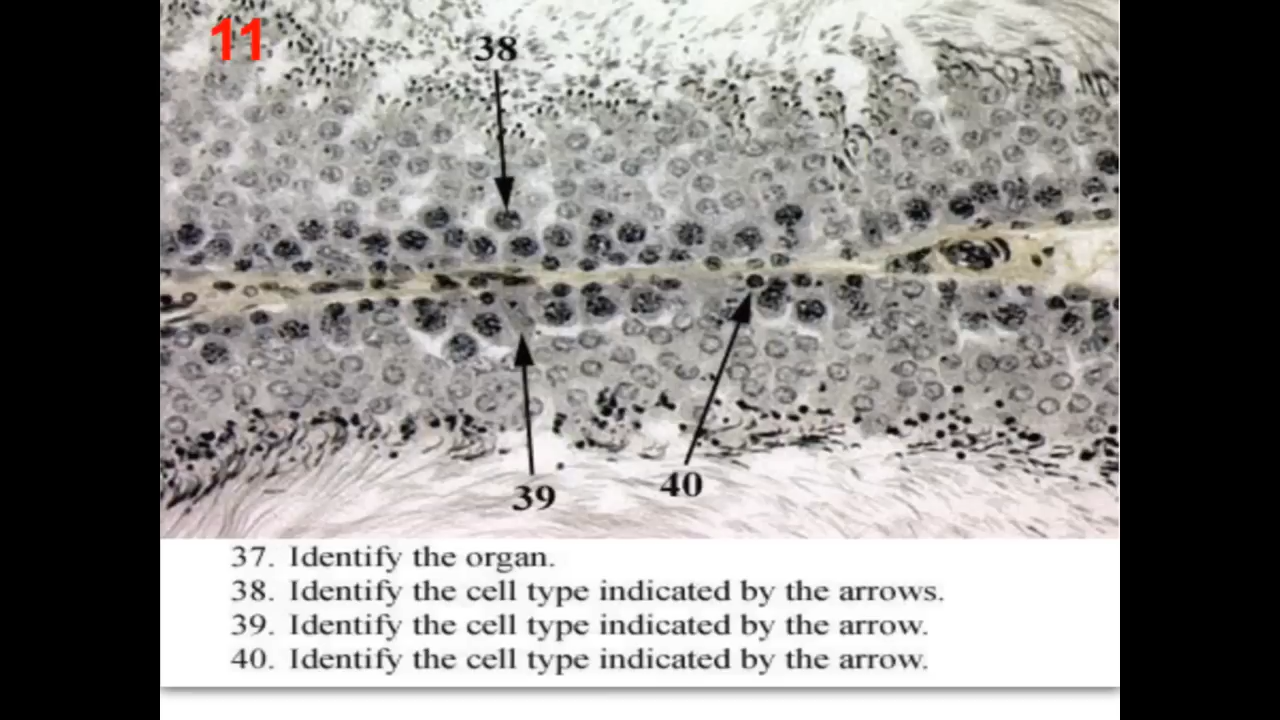 11
38
39
40
37. Identify the organ.
38. Identify the cell type indicated by the arrows.
39. Identify the cell type indicated by the arrow.
40. Identify the cell type indicated by the arrow.